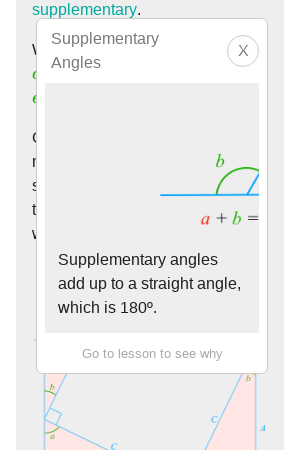 supplementary.
Supplementary
Angles
X
b
a + b =
Supplementary angles
add up to a straight angle,
which is 180º.
Go to lesson to see why
b
b
C
A
a
C